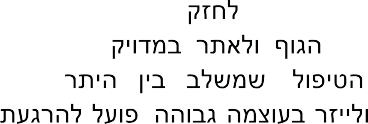 לחזק
הגוף ולאתר במדויק
הטיפול שמשלב בין היתר
ולייזר בעוצמה גבוהה פועל להרגעת